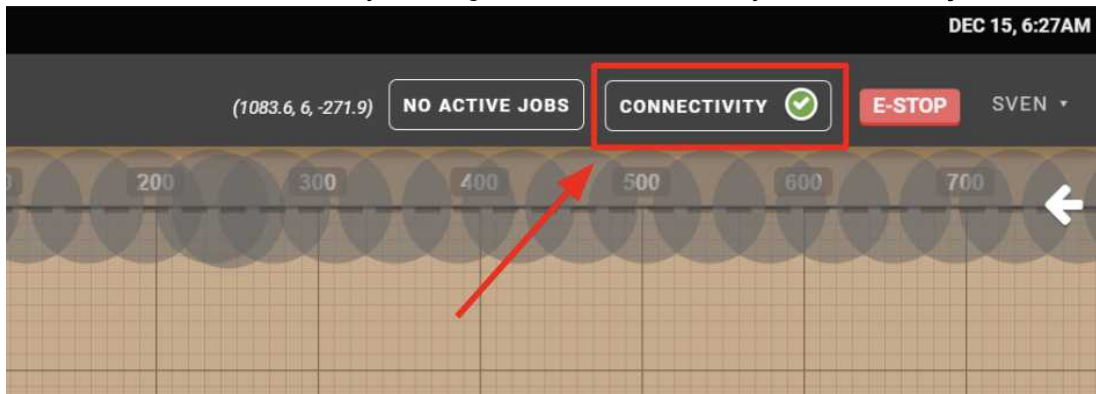 DEC 15, 6:27AM
(1083.6, 6, -271.9) NO ACTIVE JOBS CONNECTIVITY E-STOP SVEN
200 300 400 500 600 700